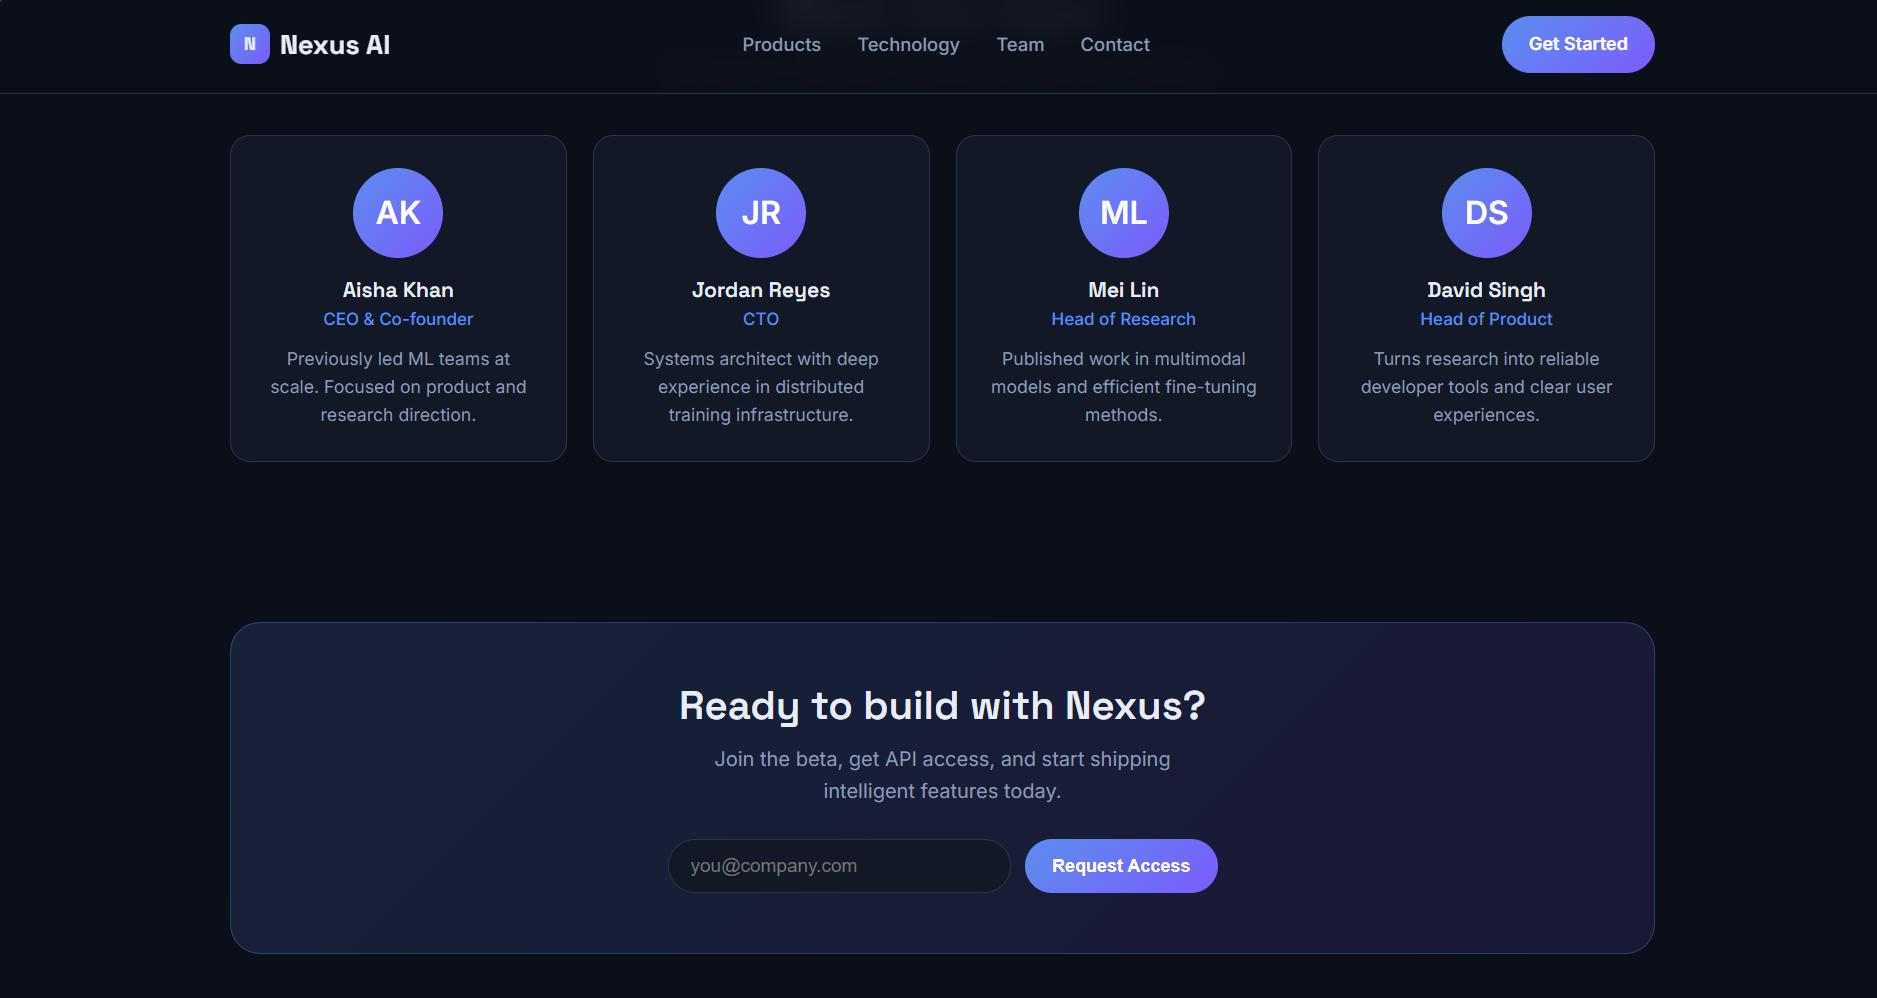 N Nexus AI
Products Technology Team Contact
Get Started
AK
Aisha Khan
CEO & Co-founder
Previously led ML teams at
scale. Focused on product and
research direction.
JR
Jordan Reyes
CTO
Systems architect with deep
experience in distributed
training infrastructure.
ML
Mei Lin
Head of Research
Published work in multimodal
models and efficient fine-tuning
methods.
DS
David Singh
Head of Product
Turns research into reliable
developer tools and clear user
experiences.
Ready to build with Nexus?
Join the beta, get API access, and start shipping
intelligent features today.
you@company.com
Request Access